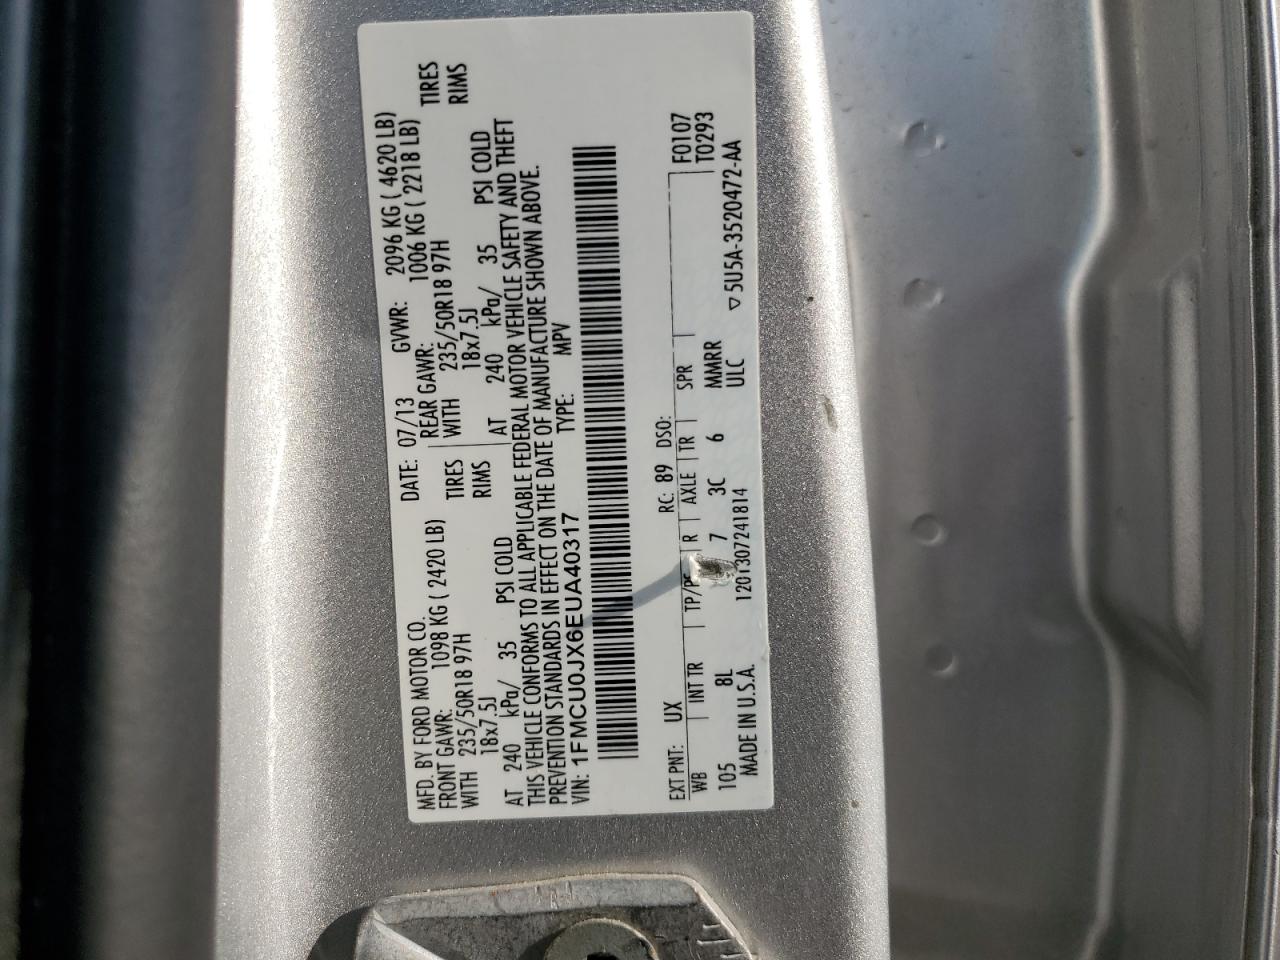 MFD. BY FORD MOTOR CO.
DATE: 07/13 GVWR: 2096 KG ( 4620 LB)
FRONT GAWR: 1098 KG ( 2420 LB) REAR GAWR: 1006 KG ( 2218 LB)
WITH 235/50R18 97H TIRES WITH 235/50R18 97H TIRES
18x7.5J RIMS 18x7.5J RIMS
AT 240 kPa/ 35 PSI COLD AT 240 kPa/ 35 PSI COLD
THIS VEHICLE CONFORMS TO ALL APPLICABLE FEDERAL MOTOR VEHICLE SAFETY AND THEFT
PREVENTION STANDARDS IN EFFECT ON THE DATE OF MANUFACTURE SHOWN ABOVE.
VIN: 1FMCU0JX6EUA40317 TYPE: MPV
EXT PNT: UX RC: 89 DSO: F0107
WB INT TR TP/ R AXLE TR SPR T0293
105 8L 7 3C 6 MMRR
MADE IN U.S.A. 1201307241814 ULC ▽5U5A-3520472-AA